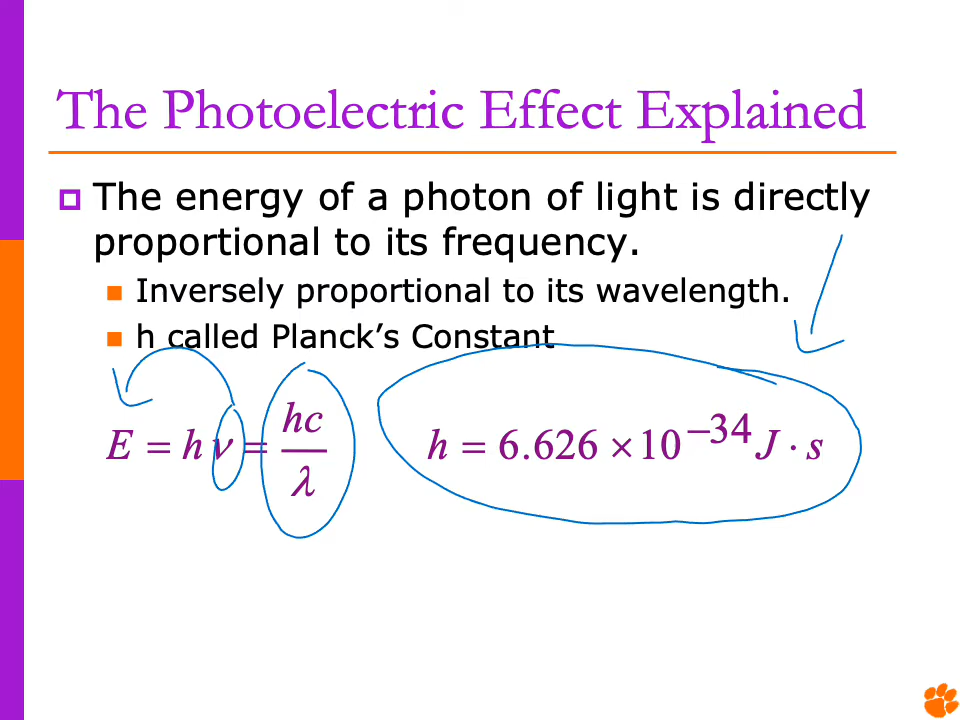 The Photoelectric Effect Explained
The energy of a photon of light is directly
proportional to its frequency.
Inversely proportional to its wavelength.
h called Planck’s Constant
E = hν = hc/λ
h = 6.626 × 10⁻³⁴ J · s